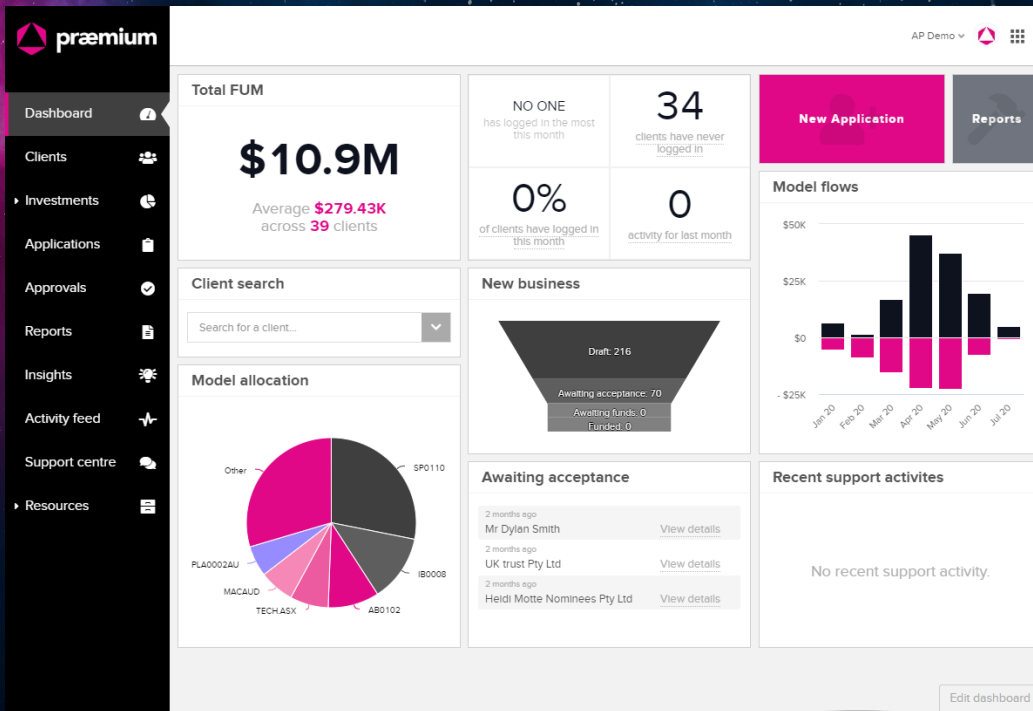 præmium
AP Demo
Dashboard
Clients
Investments
Applications
Approvals
Reports
Insights
Activity feed
Support centre
Resources
Total FUM
$10.9M
Average $279.43K
across 39 clients
NO ONE
has logged in the most
this month
34
clients have never
logged in
0%
of clients have logged in
this month
0
activity for last month
New Application
Reports
Model flows
$50K
$25K
$0
- $25K
Jan 20
Feb 20
Mar 20
Apr 20
May 20
Jun 20
Jul 20
Client search
Search for a client...
New business
Draft: 216
Awaiting acceptance: 70
Awaiting funds: 0
Funded: 0
Model allocation
Other
SP0110
IB0008
AB0102
TECH.ASX
MACAUD
PLA0002AU
Awaiting acceptance
2 months ago
Mr Dylan Smith
View details
2 months ago
UK trust Pty Ltd
View details
2 months ago
Heidi Motte Nominees Pty Ltd
View details
Recent support activites
No recent support activity.
Edit dashboard